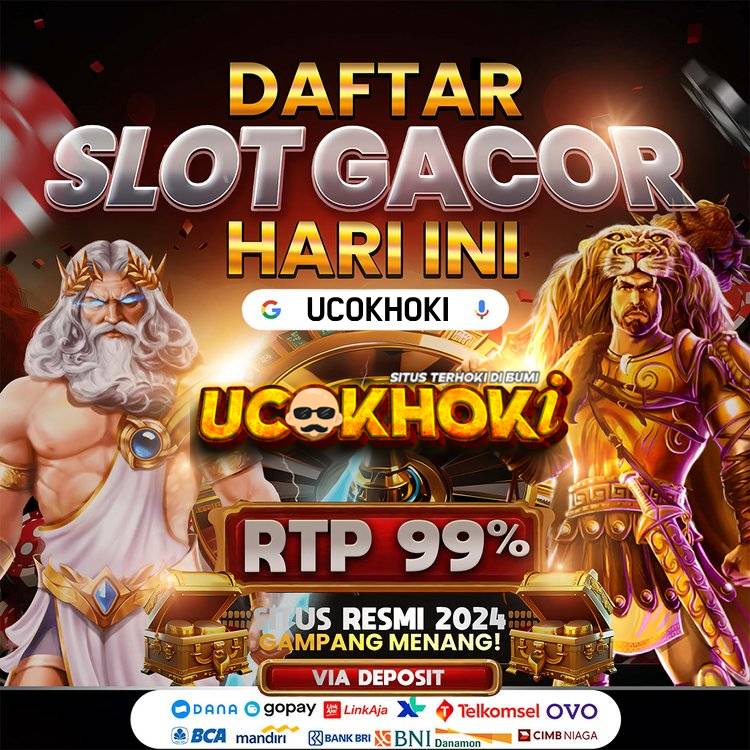 DAFTAR
SLOT GACOR
HARI INI
UCOKHOKI
SITUS TERHOKI DI BUMI
UCOKHOKi
RTP 99%
SITUS RESMI 2024
GAMPANG MENANG!
VIA DEPOSIT
DANA gopay LinkAja XL Telkomsel OVO
BCA mandiri BANK BRI BNI Danamon CIMB NIAGA